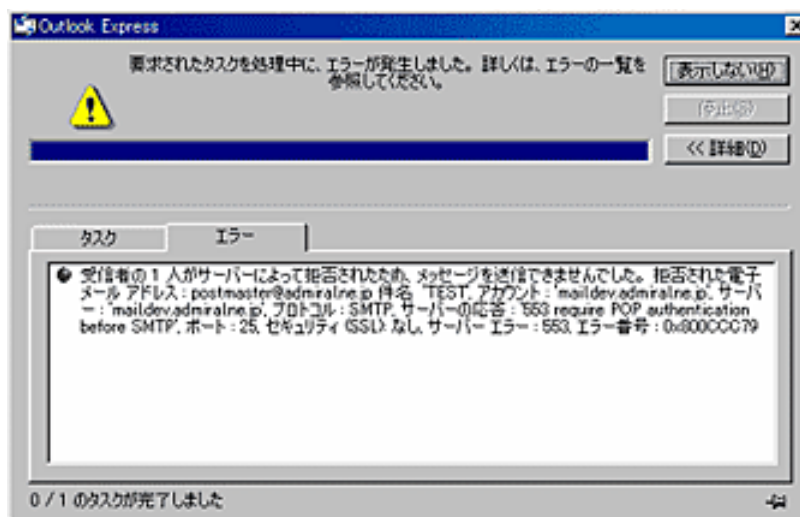 Outlook Express
要求されたタスクを処理中に、エラーが発生しました。詳しくは、エラーの一覧を
参照してください。
表示しない(H)
停止(S)
<< 詳細(D)
タスク
エラー
受信者の 1 人がサーバーによって拒否されたため、メッセージを送信できませんでした。 拒否された電子
メール アドレス : postmaster@admiralne.jp 件名 'TEST', アカウント : 'maildev.admiralne.jp', サーバ
ー : 'maildev.admiralne.jp', プロトコル : SMTP, サーバーの応答 : '553 require POP authentication
before SMTP', ポート : 25, セキュリティ (SSL): なし, サーバー エラー : 553, エラー番号 : 0x800CCC79
0 / 1 のタスクが完了しました